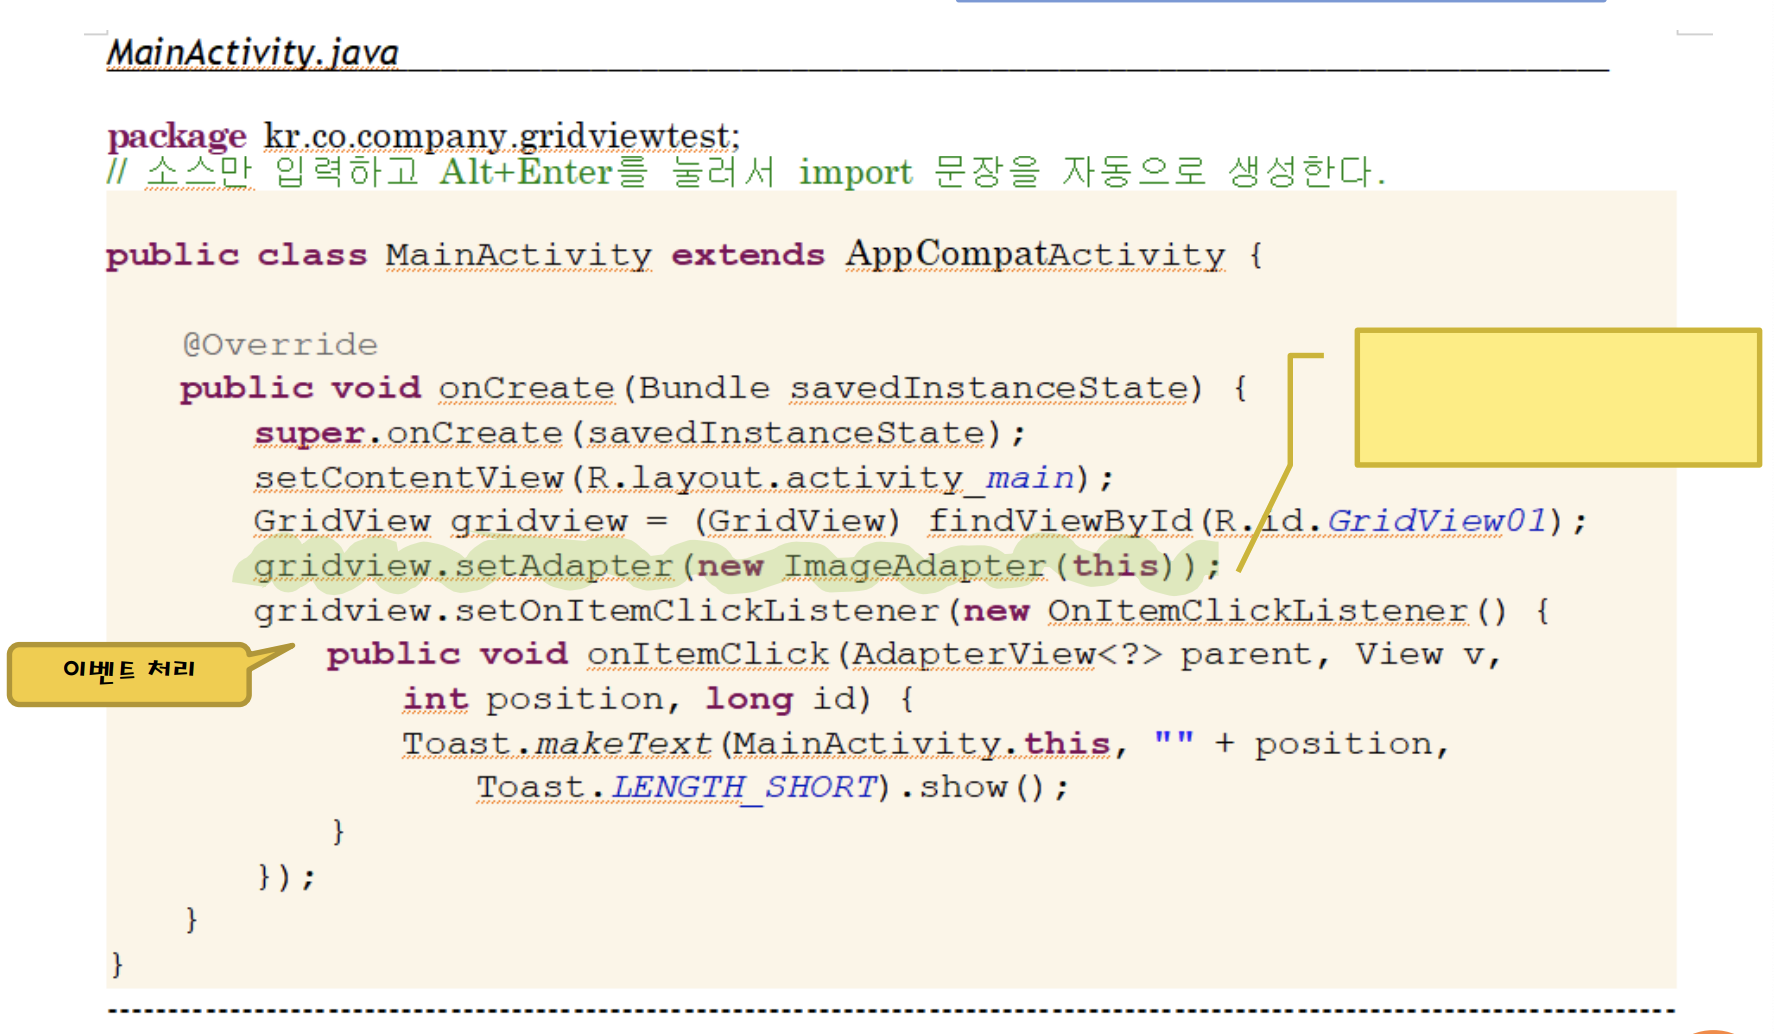 MainActivity.java
package kr.co.company.gridviewtest;
// 소스만 입력하고 Alt+Enter를 눌러서 import 문장을 자동으로 생성한다.
public class MainActivity extends AppCompatActivity {
@Override
public void onCreate(Bundle savedInstanceState) {
super.onCreate(savedInstanceState);
setContentView(R.layout.activity_main);
GridView gridview = (GridView) findViewById(R.id.GridView01);
gridview.setAdapter(new ImageAdapter(this));
gridview.setOnItemClickListener(new OnItemClickListener() {
이벤트 처리
public void onItemClick(AdapterView<?> parent, View v,
int position, long id) {
Toast.makeText(MainActivity.this, "" + position,
Toast.LENGTH_SHORT).show();
}
});
}
}